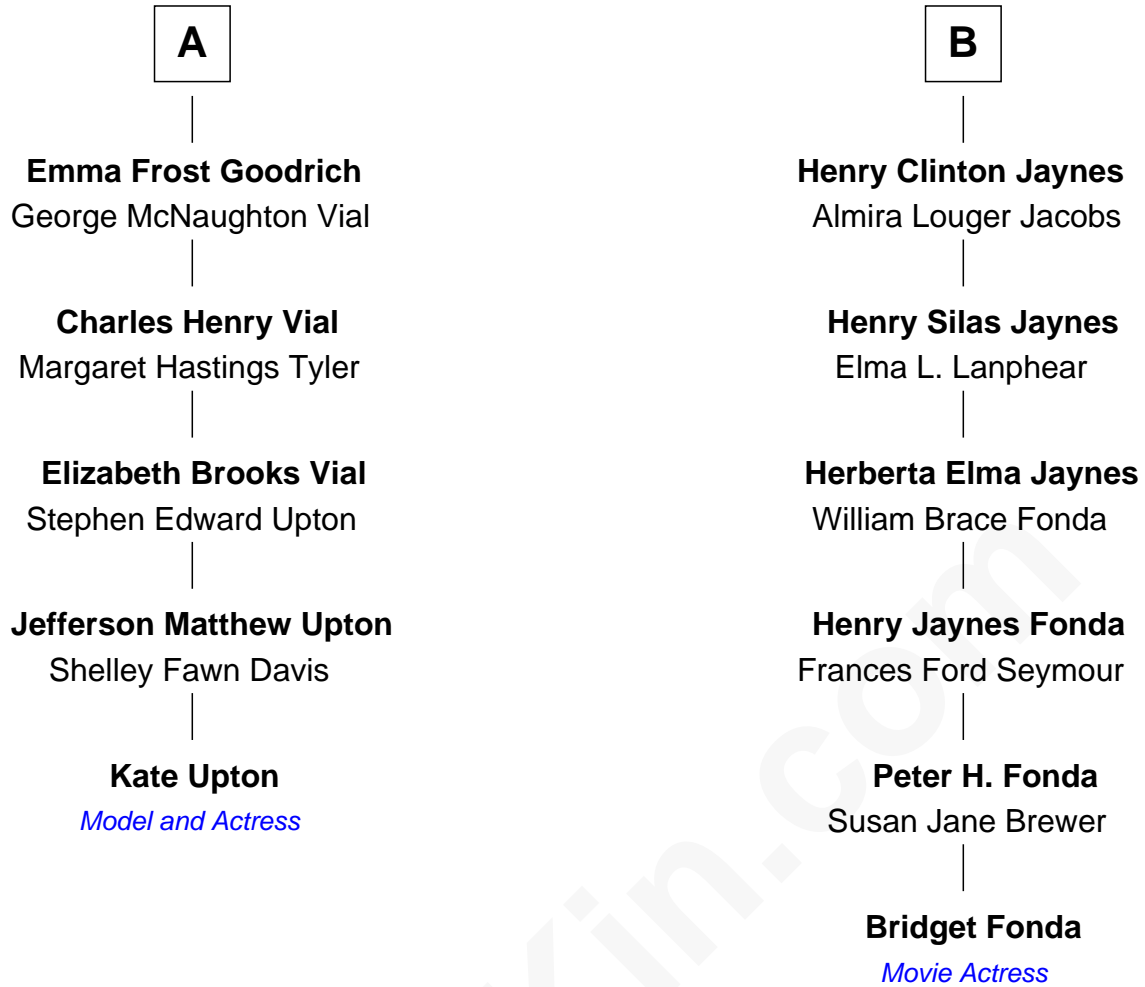 A
Emma Frost Goodrich
George McNaughton Vial
Charles Henry Vial
Margaret Hastings Tyler
Elizabeth Brooks Vial
Stephen Edward Upton
Jefferson Matthew Upton
Shelley Fawn Davis
Kate Upton
Model and Actress
B
Henry Clinton Jaynes
Almira Louger Jacobs
Henry Silas Jaynes
Elma L. Lanphear
Herberta Elma Jaynes
William Brace Fonda
Henry Jaynes Fonda
Frances Ford Seymour
Peter H. Fonda
Susan Jane Brewer
Bridget Fonda
Movie Actress
Kin.com